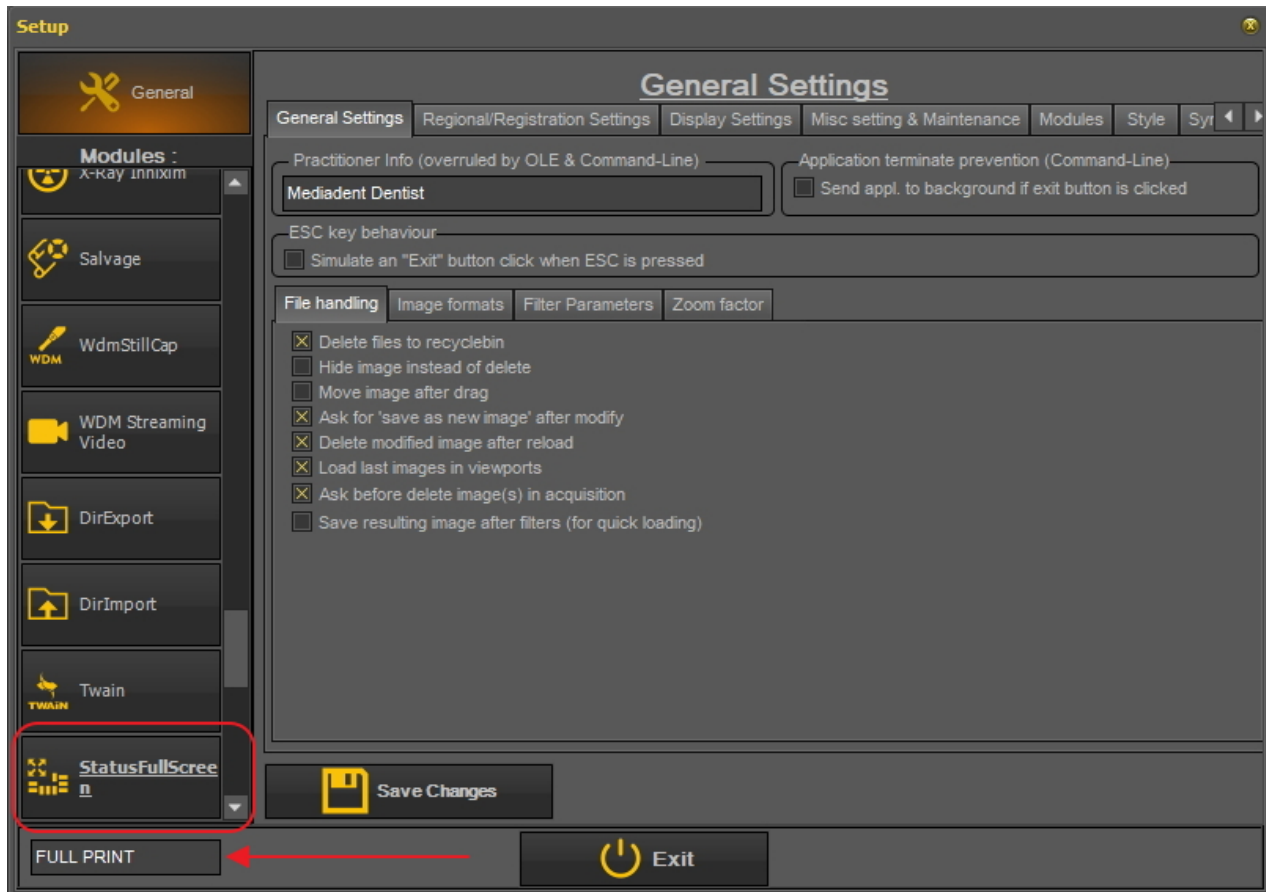 Setup
General
Modules :
X-Ray Innixim
Salvage
WDM
WdmStillCap
WDM Streaming
Video
DirExport
DirImport
TWAIN
Twain
StatusFullScree
n
FULL PRINT
General Settings
General Settings
Regional/Registration Settings
Display Settings
Misc setting & Maintenance
Modules
Style
Syr
Practitioner Info (overruled by OLE & Command-Line)
Mediadent Dentist
Application terminate prevention (Command-Line)
Send appl. to background if exit button is clicked
ESC key behaviour
Simulate an "Exit" button click when ESC is pressed
File handling
Image formats
Filter Parameters
Zoom factor
Delete files to recyclebin
Hide image instead of delete
Move image after drag
Ask for 'save as new image' after modify
Delete modified image after reload
Load last images in viewports
Ask before delete image(s) in acquisition
Save resulting image after filters (for quick loading)
Save Changes
Exit